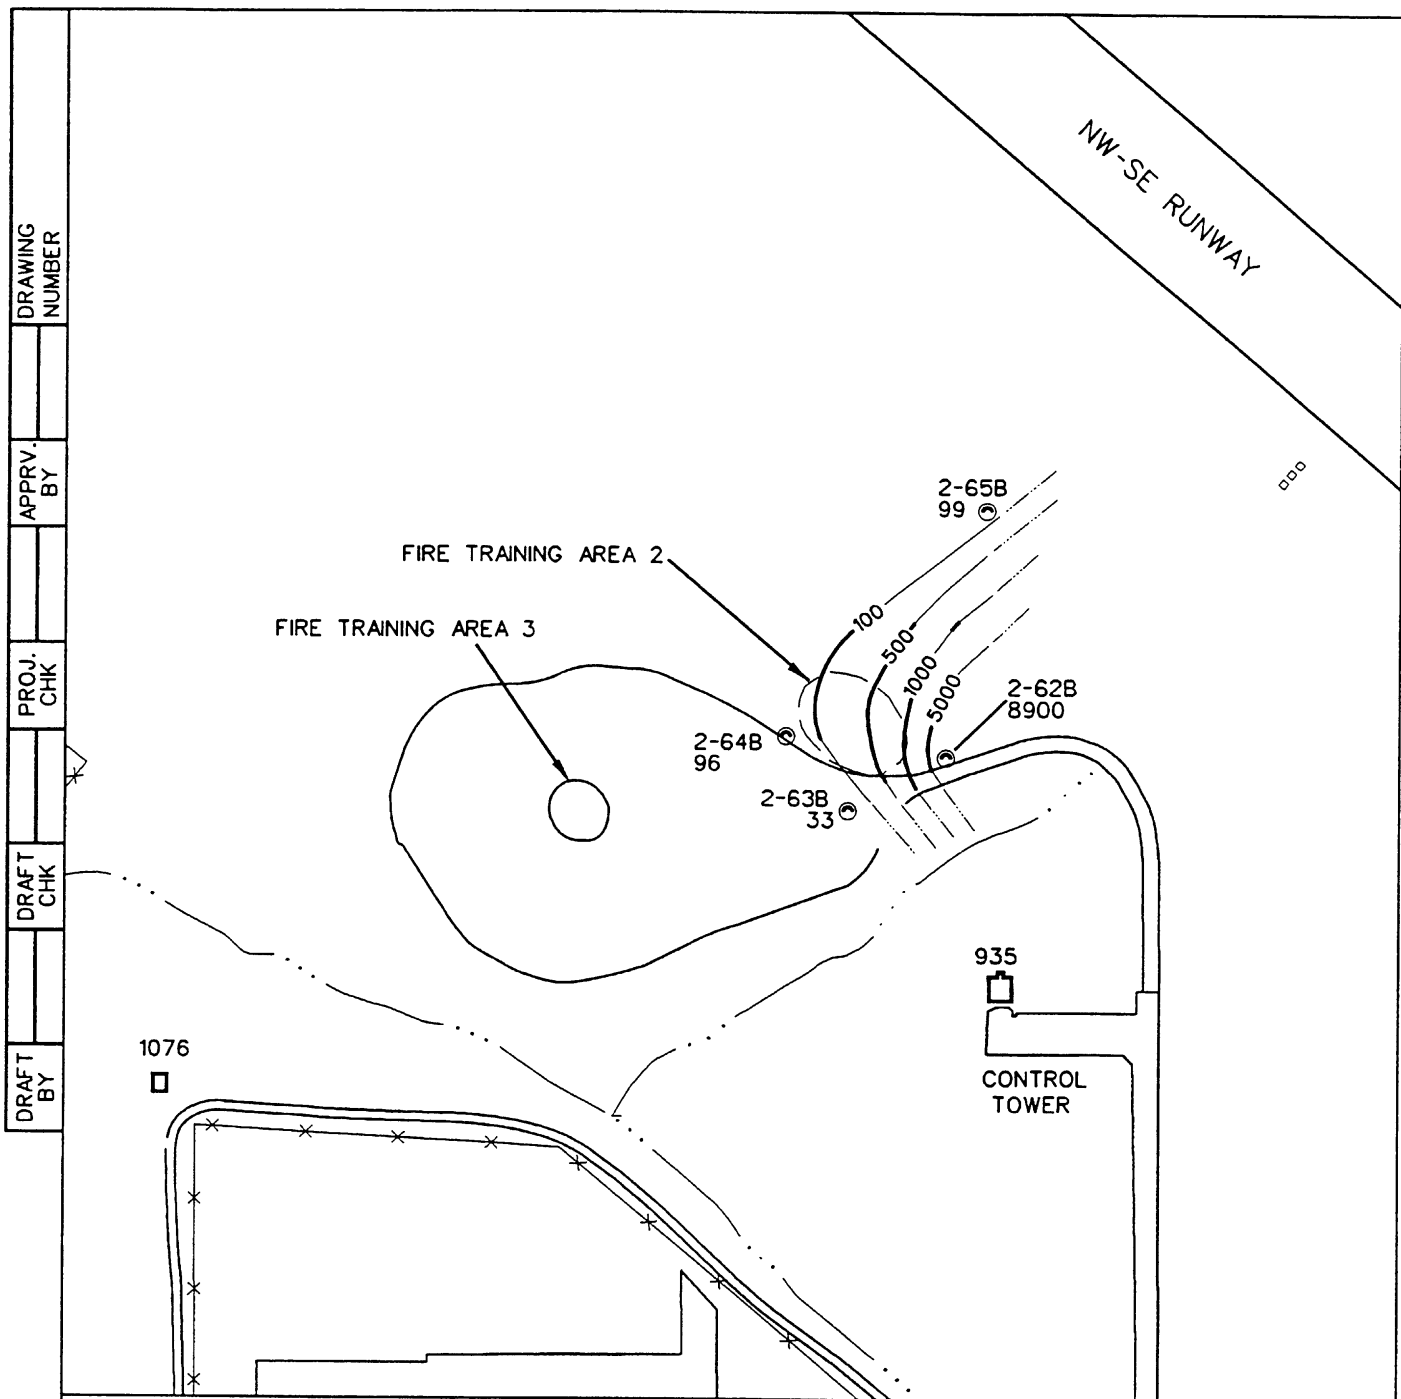 DRAWING
NUMBER
APPRV.
BY
PROJ.
CHK
DRAFT
CHK
DRAFT
BY
NW-SE RUNWAY
2-65B
99
FIRE TRAINING AREA 2
FIRE TRAINING AREA 3
100
500
1000
5000
2-62B
8900
2-64B
96
2-63B
33
935
CONTROL
TOWER
1076